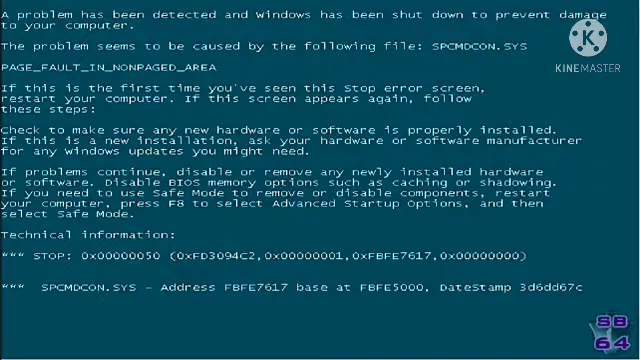 A problem has been detected and Windows has been shut down to prevent damage
to your computer.
The problem seems to be caused by the following file: SPCMDCON.SYS
PAGE_FAULT_IN_NONPAGED_AREA
If this is the first time you've seen this Stop error screen,
restart your computer. If this screen appears again, follow
these steps:
Check to make sure any new hardware or software is properly installed.
If this is a new installation, ask your hardware or software manufacturer
for any Windows updates you might need.
If problems continue, disable or remove any newly installed hardware
or software. Disable BIOS memory options such as caching or shadowing.
If you need to use Safe Mode to remove or disable components, restart
your computer, press F8 to select Advanced Startup Options, and then
select Safe Mode.
Technical information:
*** STOP: 0x00000050 (0xFD3094C2,0x00000001,0xFBFE7617,0x00000000)
*** SPCMDCON.SYS – Address FBFE7617 base at FBFE5000, DateStamp 3d6dd67c
K
KINEMASTER
SB
64